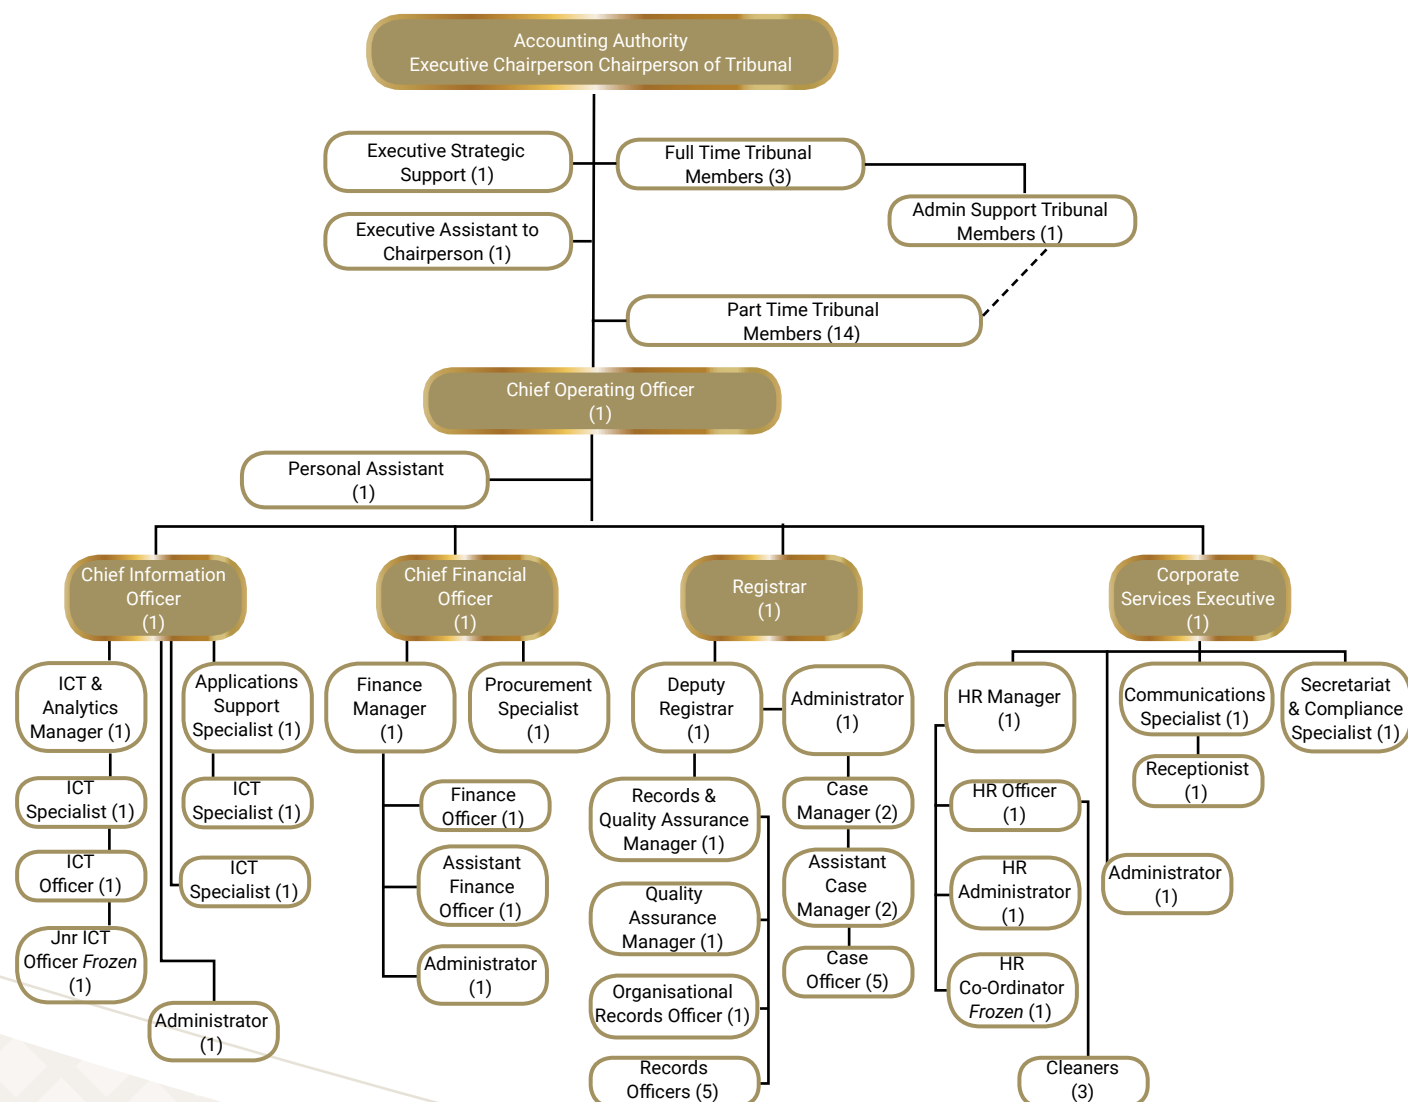 Accounting Authority
Executive Chairperson Chairperson of Tribunal
Executive Strategic
Support (1)
Full Time Tribunal
Members (3)
Executive Assistant to
Chairperson (1)
Admin Support Tribunal
Members (1)
Part Time Tribunal
Members (14)
Chief Operating Officer
(1)
Personal Assistant
(1)
Chief Information
Officer
(1)
Chief Financial
Officer
(1)
Registrar
(1)
Corporate
Services Executive
(1)
ICT &
Analytics
Manager (1)
Applications
Support
Specialist (1)
ICT
Specialist (1)
ICT
Specialist (1)
ICT
Officer (1)
ICT
Specialist (1)
Jnr ICT
Officer Frozen
(1)
Administrator
(1)
Finance
Manager
(1)
Procurement
Specialist
(1)
Finance
Officer (1)
Assistant
Finance
Officer (1)
Administrator
(1)
Deputy
Registrar
(1)
Administrator
(1)
Records &
Quality Assurance
Manager (1)
Quality
Assurance
Manager (1)
Organisational
Records Officer (1)
Records
Officers (5)
Case
Manager (2)
Assistant
Case
Manager (2)
Case
Officer (5)
HR Manager
(1)
Communications
Specialist (1)
Secretariat
& Compliance
Specialist (1)
Receptionist
(1)
HR Officer
(1)
HR
Administrator
(1)
Administrator
(1)
HR
Co-Ordinator
Frozen (1)
Cleaners
(3)